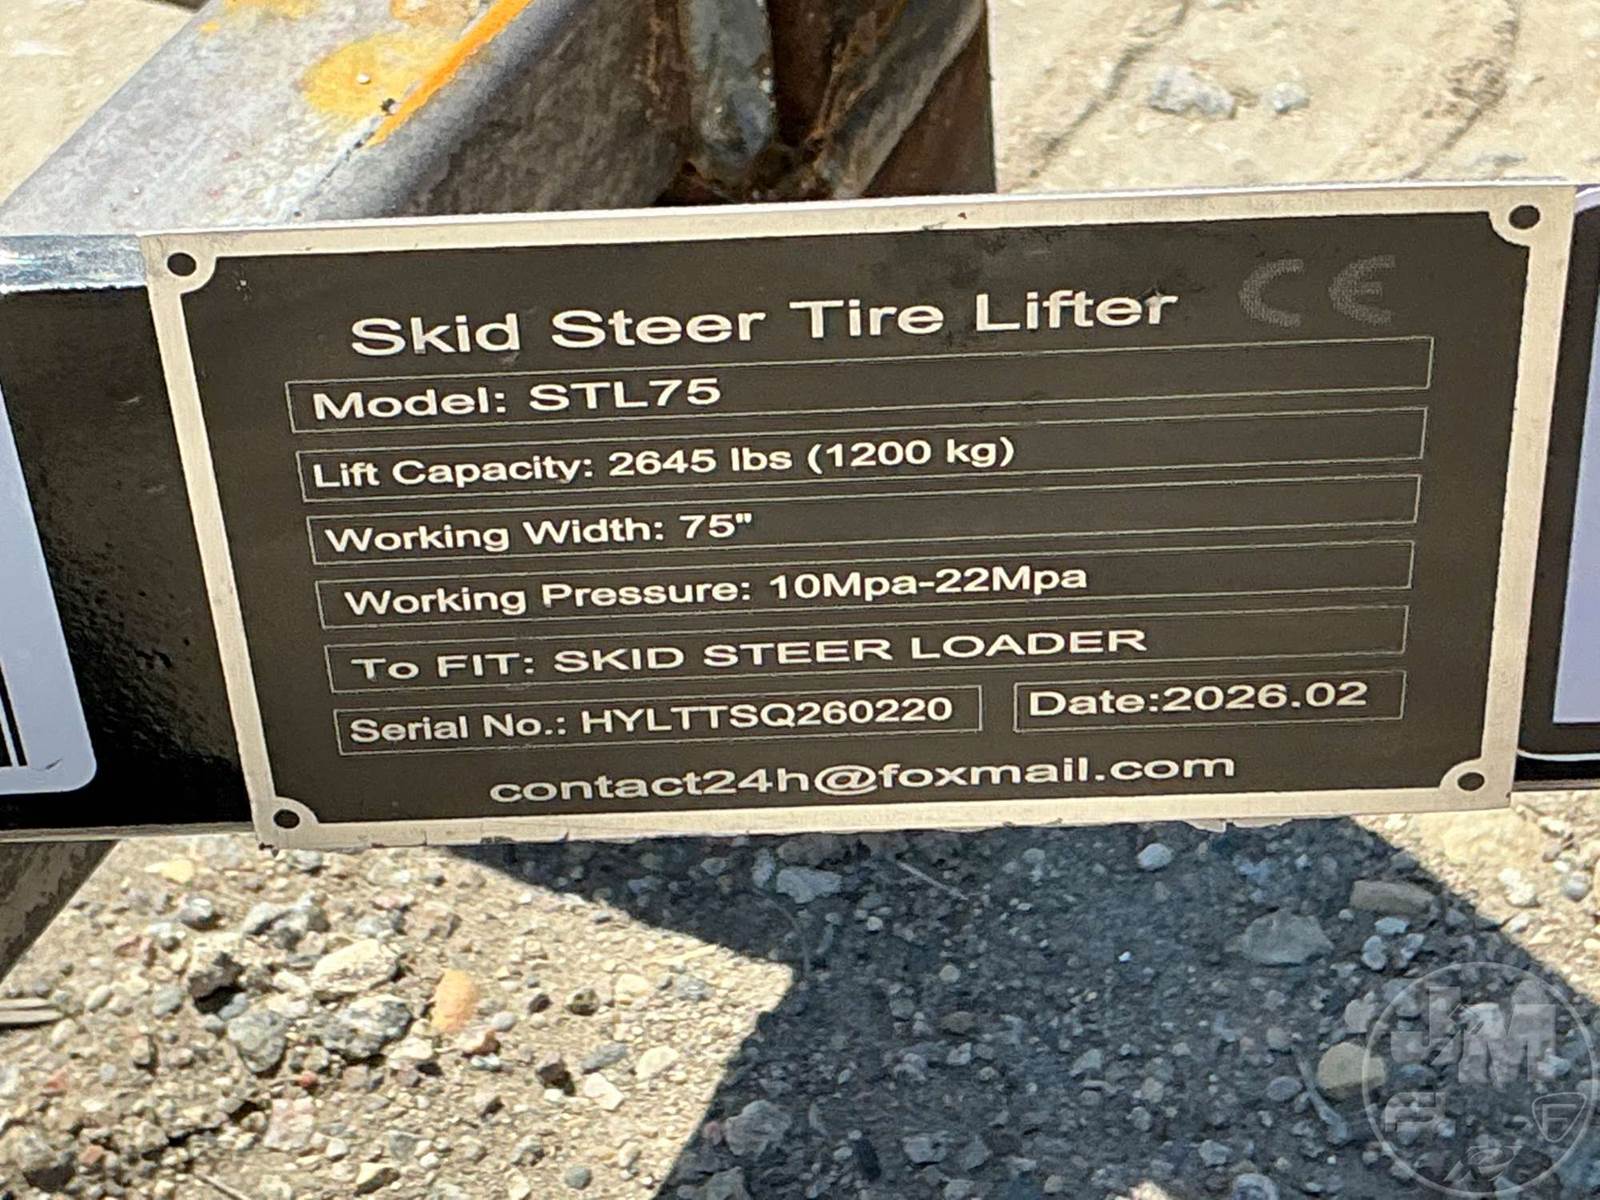 Skid Steer Tire Lifter CE
Model: STL75
Lift Capacity: 2645 lbs (1200 kg)
Working Width: 75"
Working Pressure: 10Mpa-22Mpa
To FIT: SKID STEER LOADER
Serial No.: HYLTTSQ260220 Date:2026.02
contact24h@foxmail.com
JM